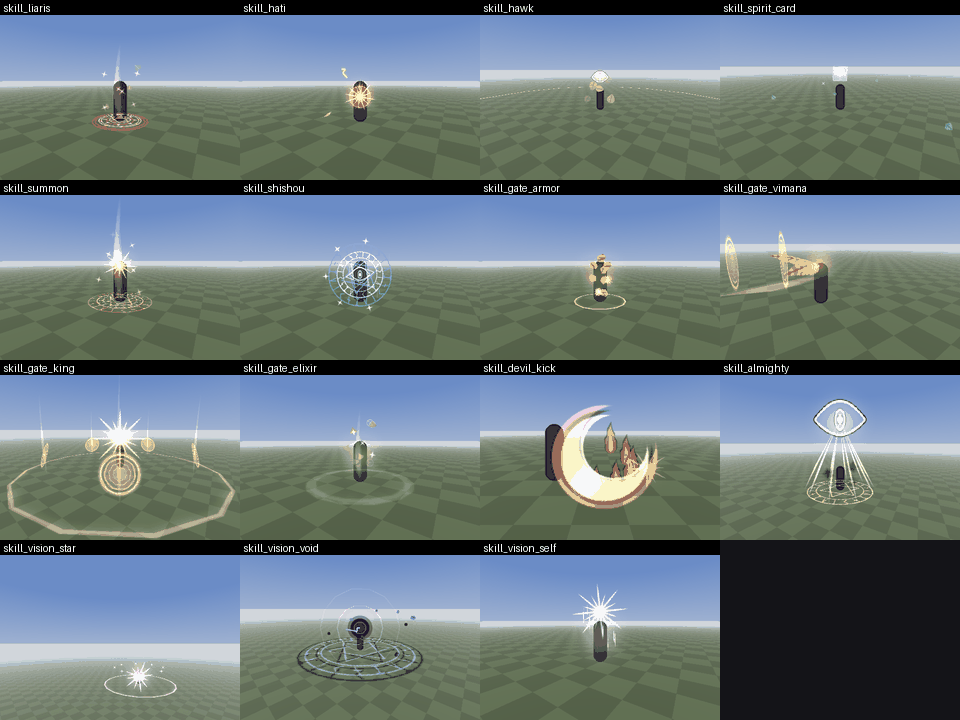 skill_liaris
skill_hati
skill_hawk
skill_spirit_card
skill_summon
skill_shishou
skill_gate_armor
skill_gate_vimana
skill_gate_king
skill_gate_elixir
skill_devil_kick
skill_almighty
skill_vision_star
skill_vision_void
skill_vision_self